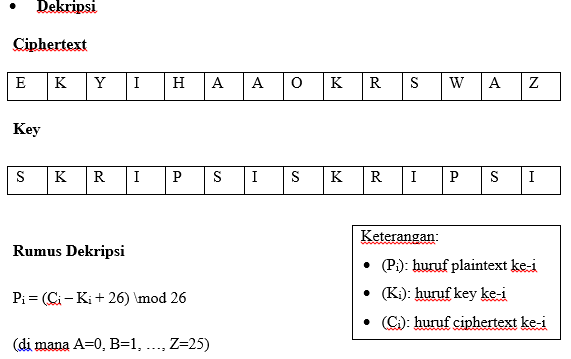 • Dekripsi
Ciphertext
E K Y I H A A O K R S W A Z
Key
S K R I P S I S K R I P S I
Rumus Dekripsi
Pi = (Ci – Ki + 26) \mod 26
(di mana A=0, B=1, …, Z=25)
Keterangan:
• (Pi): huruf plaintext ke-i
• (Ki): huruf key ke-i
• (Ci): huruf ciphertext ke-i